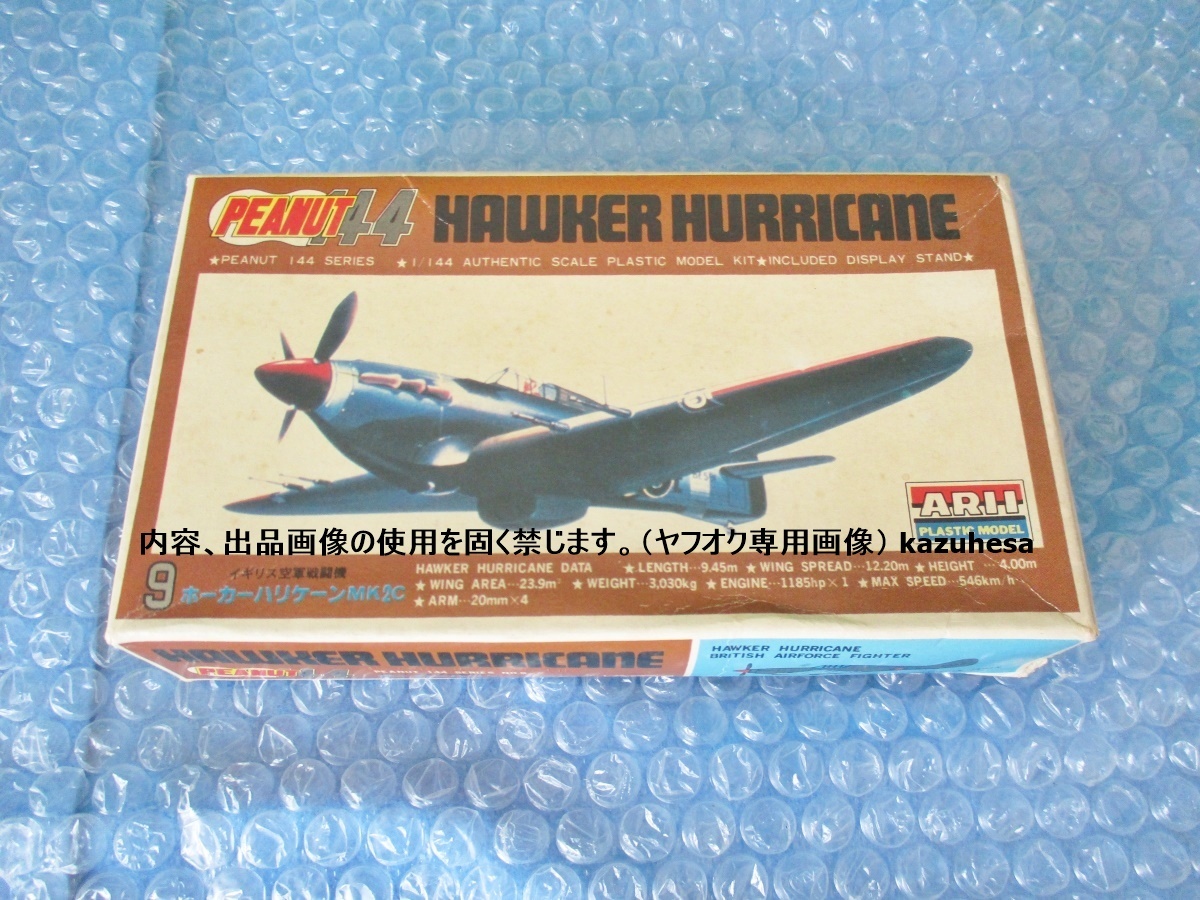 PEANUT 144 HAWKER HURRICANE
★PEANUT 144 SERIES ★1/144 AUTHENTIC SCALE PLASTIC MODEL KIT★INCLUDED DISPLAY STAND★
ARII
PLASTIC MODEL
内容、出品画像の使用を固く禁じます。(ヤフオク専用画像) kazuhesa
9 イギリス空軍戦闘機
ホーカーハリケーンMK2C
HAWKER HURRICANE DATA ★LENGTH…9.45m ★WING SPREAD…12.20m ★HEIGHT …4.00m
★WING AREA…23.9m² ★WEIGHT…3,030kg ★ENGINE…1185hp×1 ★MAX SPEED…546km/h
★ARM…20mm×4
HAWKER HURRICANE
PEANUT 144 PEANUT 144 SERIES
HAWKER HURRICANE
BRITISH AIRFORCE FIGHTER